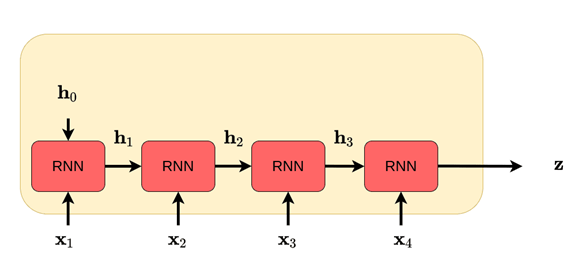 h₀
h₁ h₂ h₃
RNN RNN RNN RNN z
x₁ x₂ x₃ x₄